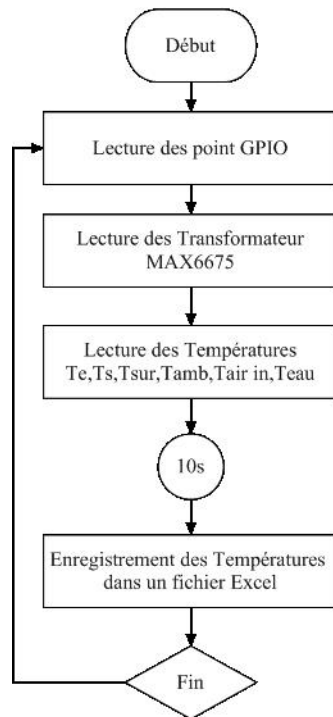 Début
Lecture des point GPIO
Lecture des Transformateur
MAX6675
Lecture des Températures
Te,Ts,Tsur,Tamb,Tair in,Teau
10s
Enregistrement des Températures
dans un fichier Excel
Fin